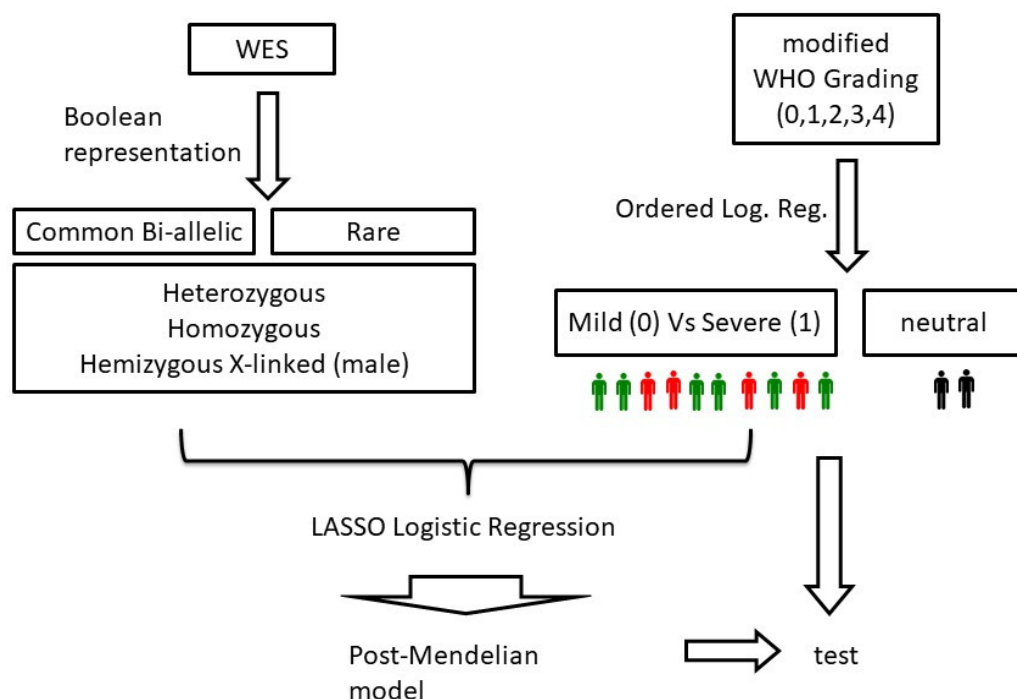 WES
modified
WHO Grading
(0,1,2,3,4)
Boolean
representation
Ordered Log. Reg.
Common Bi-allelic
Rare
Heterozygous
Homozygous
Hemizygous X-linked (male)
Mild (0) Vs Severe (1)
neutral
LASSO Logistic Regression
Post-Mendelian
model
test